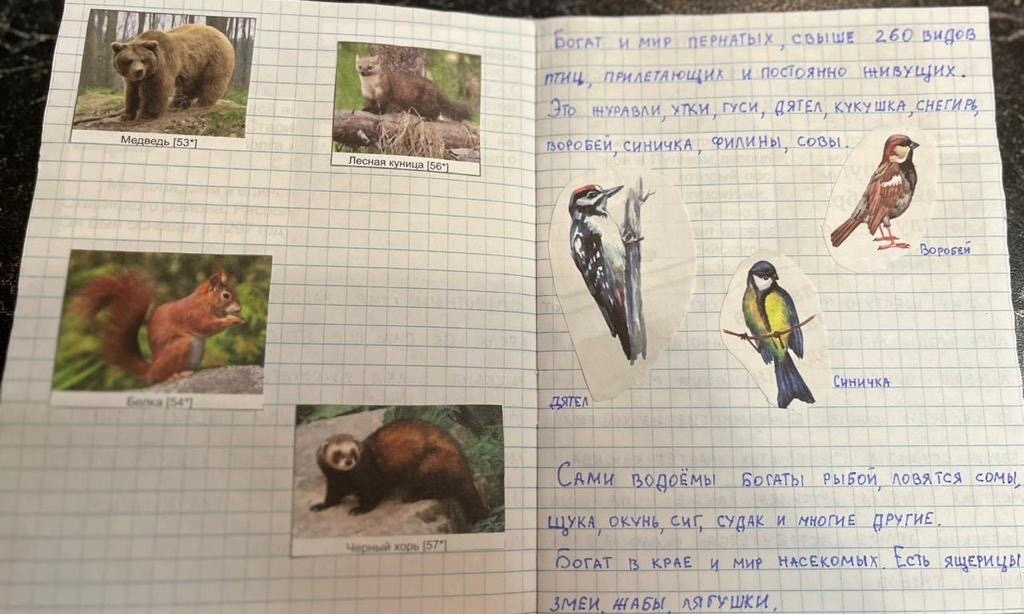 Медведь [53*]
Лесная куница [56*]
Белка [54*]
Черный хорь [57*]
Богат и мир пернатых, свыше 260 видов
птиц, прилетающих и постоянно живущих.
Это журавли, утки, гуси, дятел, кукушка, снегирь,
воробей, синичка, филины, совы.
Воробей
Синичка
Дятел
Сами водоёмы богаты рыбой, ловятся сомы,
щука, окунь, сиг, судак и многие другие.
Богат в крае и мир насекомых. Есть ящерицы
змеи, жабы, лягушки.